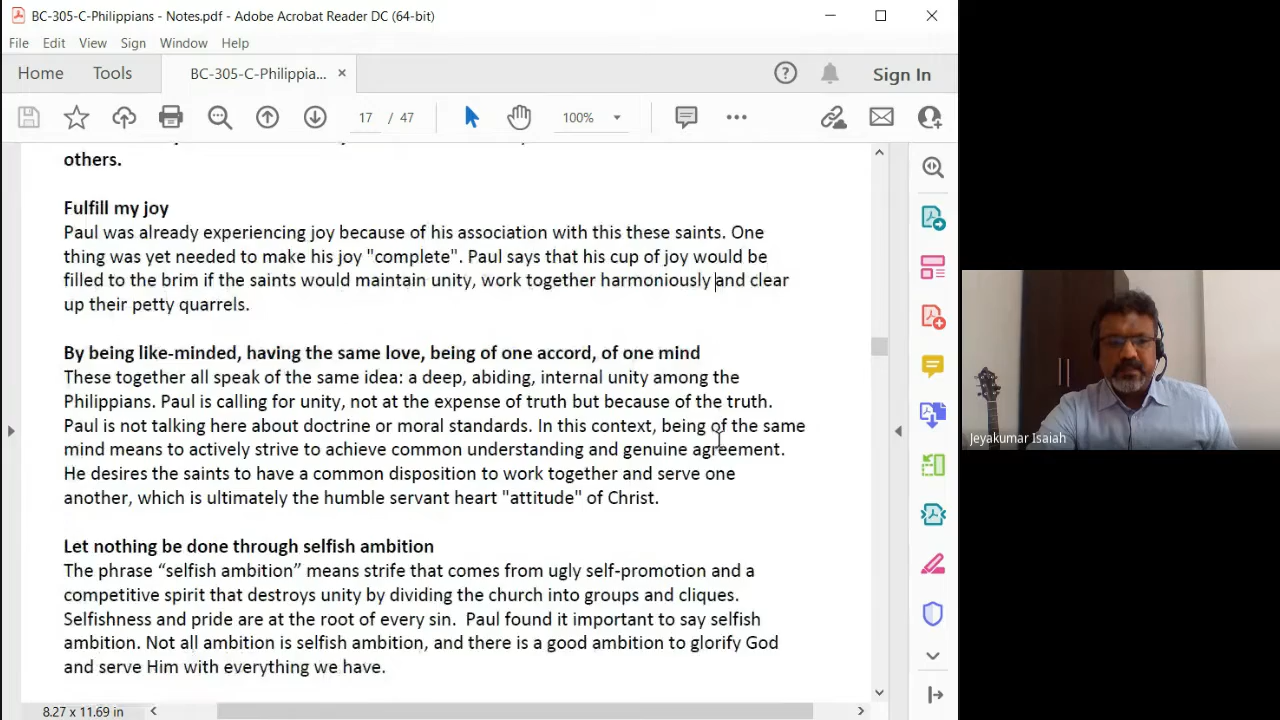 BC-305-C-Philippians - Notes.pdf - Adobe Acrobat Reader DC (64-bit)
File Edit View Sign Window Help
Home Tools BC-305-C-Philippia... × Sign In
17 / 47 100%
others.
Fulfill my joy
Paul was already experiencing joy because of his association with this these saints. One
thing was yet needed to make his joy "complete". Paul says that his cup of joy would be
filled to the brim if the saints would maintain unity, work together harmoniously and clear
up their petty quarrels.
By being like-minded, having the same love, being of one accord, of one mind
These together all speak of the same idea: a deep, abiding, internal unity among the
Philippians. Paul is calling for unity, not at the expense of truth but because of the truth.
Paul is not talking here about doctrine or moral standards. In this context, being of the same
mind means to actively strive to achieve common understanding and genuine agreement.
He desires the saints to have a common disposition to work together and serve one
another, which is ultimately the humble servant heart "attitude" of Christ.
Let nothing be done through selfish ambition
The phrase “selfish ambition” means strife that comes from ugly self-promotion and a
competitive spirit that destroys unity by dividing the church into groups and cliques.
Selfishness and pride are at the root of every sin.  Paul found it important to say selfish
ambition. Not all ambition is selfish ambition, and there is a good ambition to glorify God
and serve Him with everything we have.
8.27 x 11.69 in
Jeyakumar Isaiah